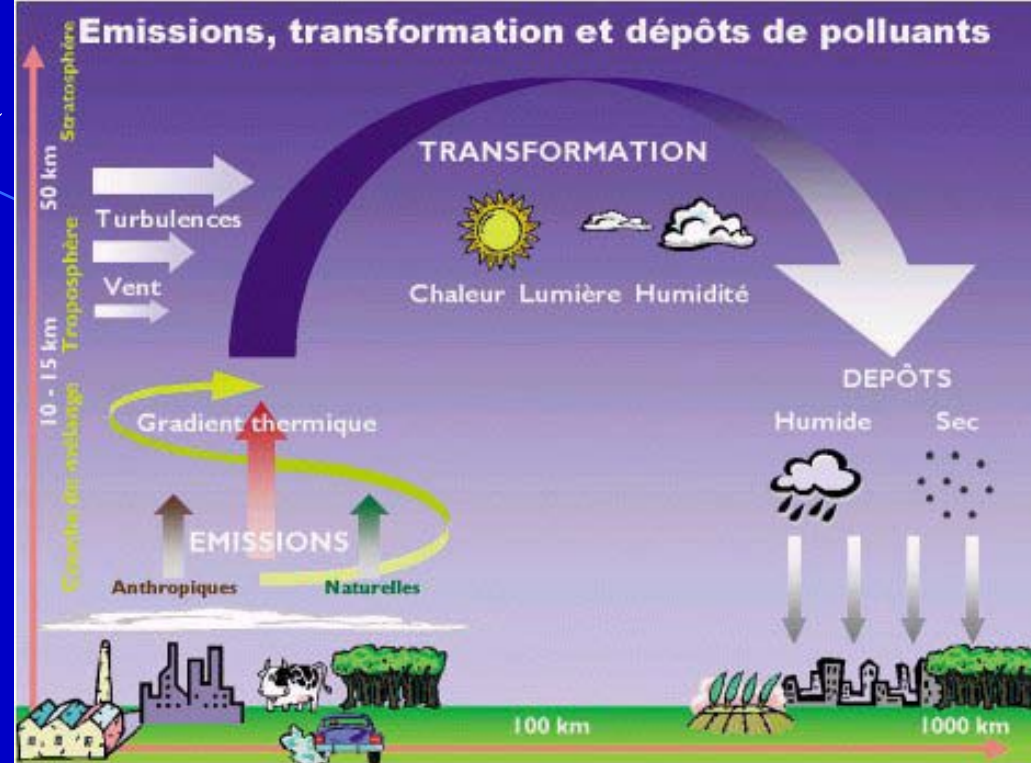 Emissions, transformation et dépôts de polluants
Stratosphère
50 km
Troposphère
10 - 15 km
Couche de mélange
TRANSFORMATION
Turbulences
Vent
Chaleur Lumière Humidité
Gradient thermique
EMISSIONS
Anthropiques
Naturelles
DEPÔTS
Humide
Sec
100 km
1000 km